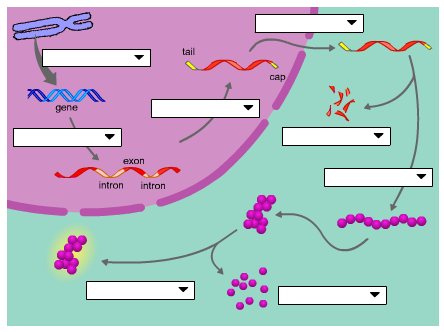 tail
cap
gene
exon
intron intron